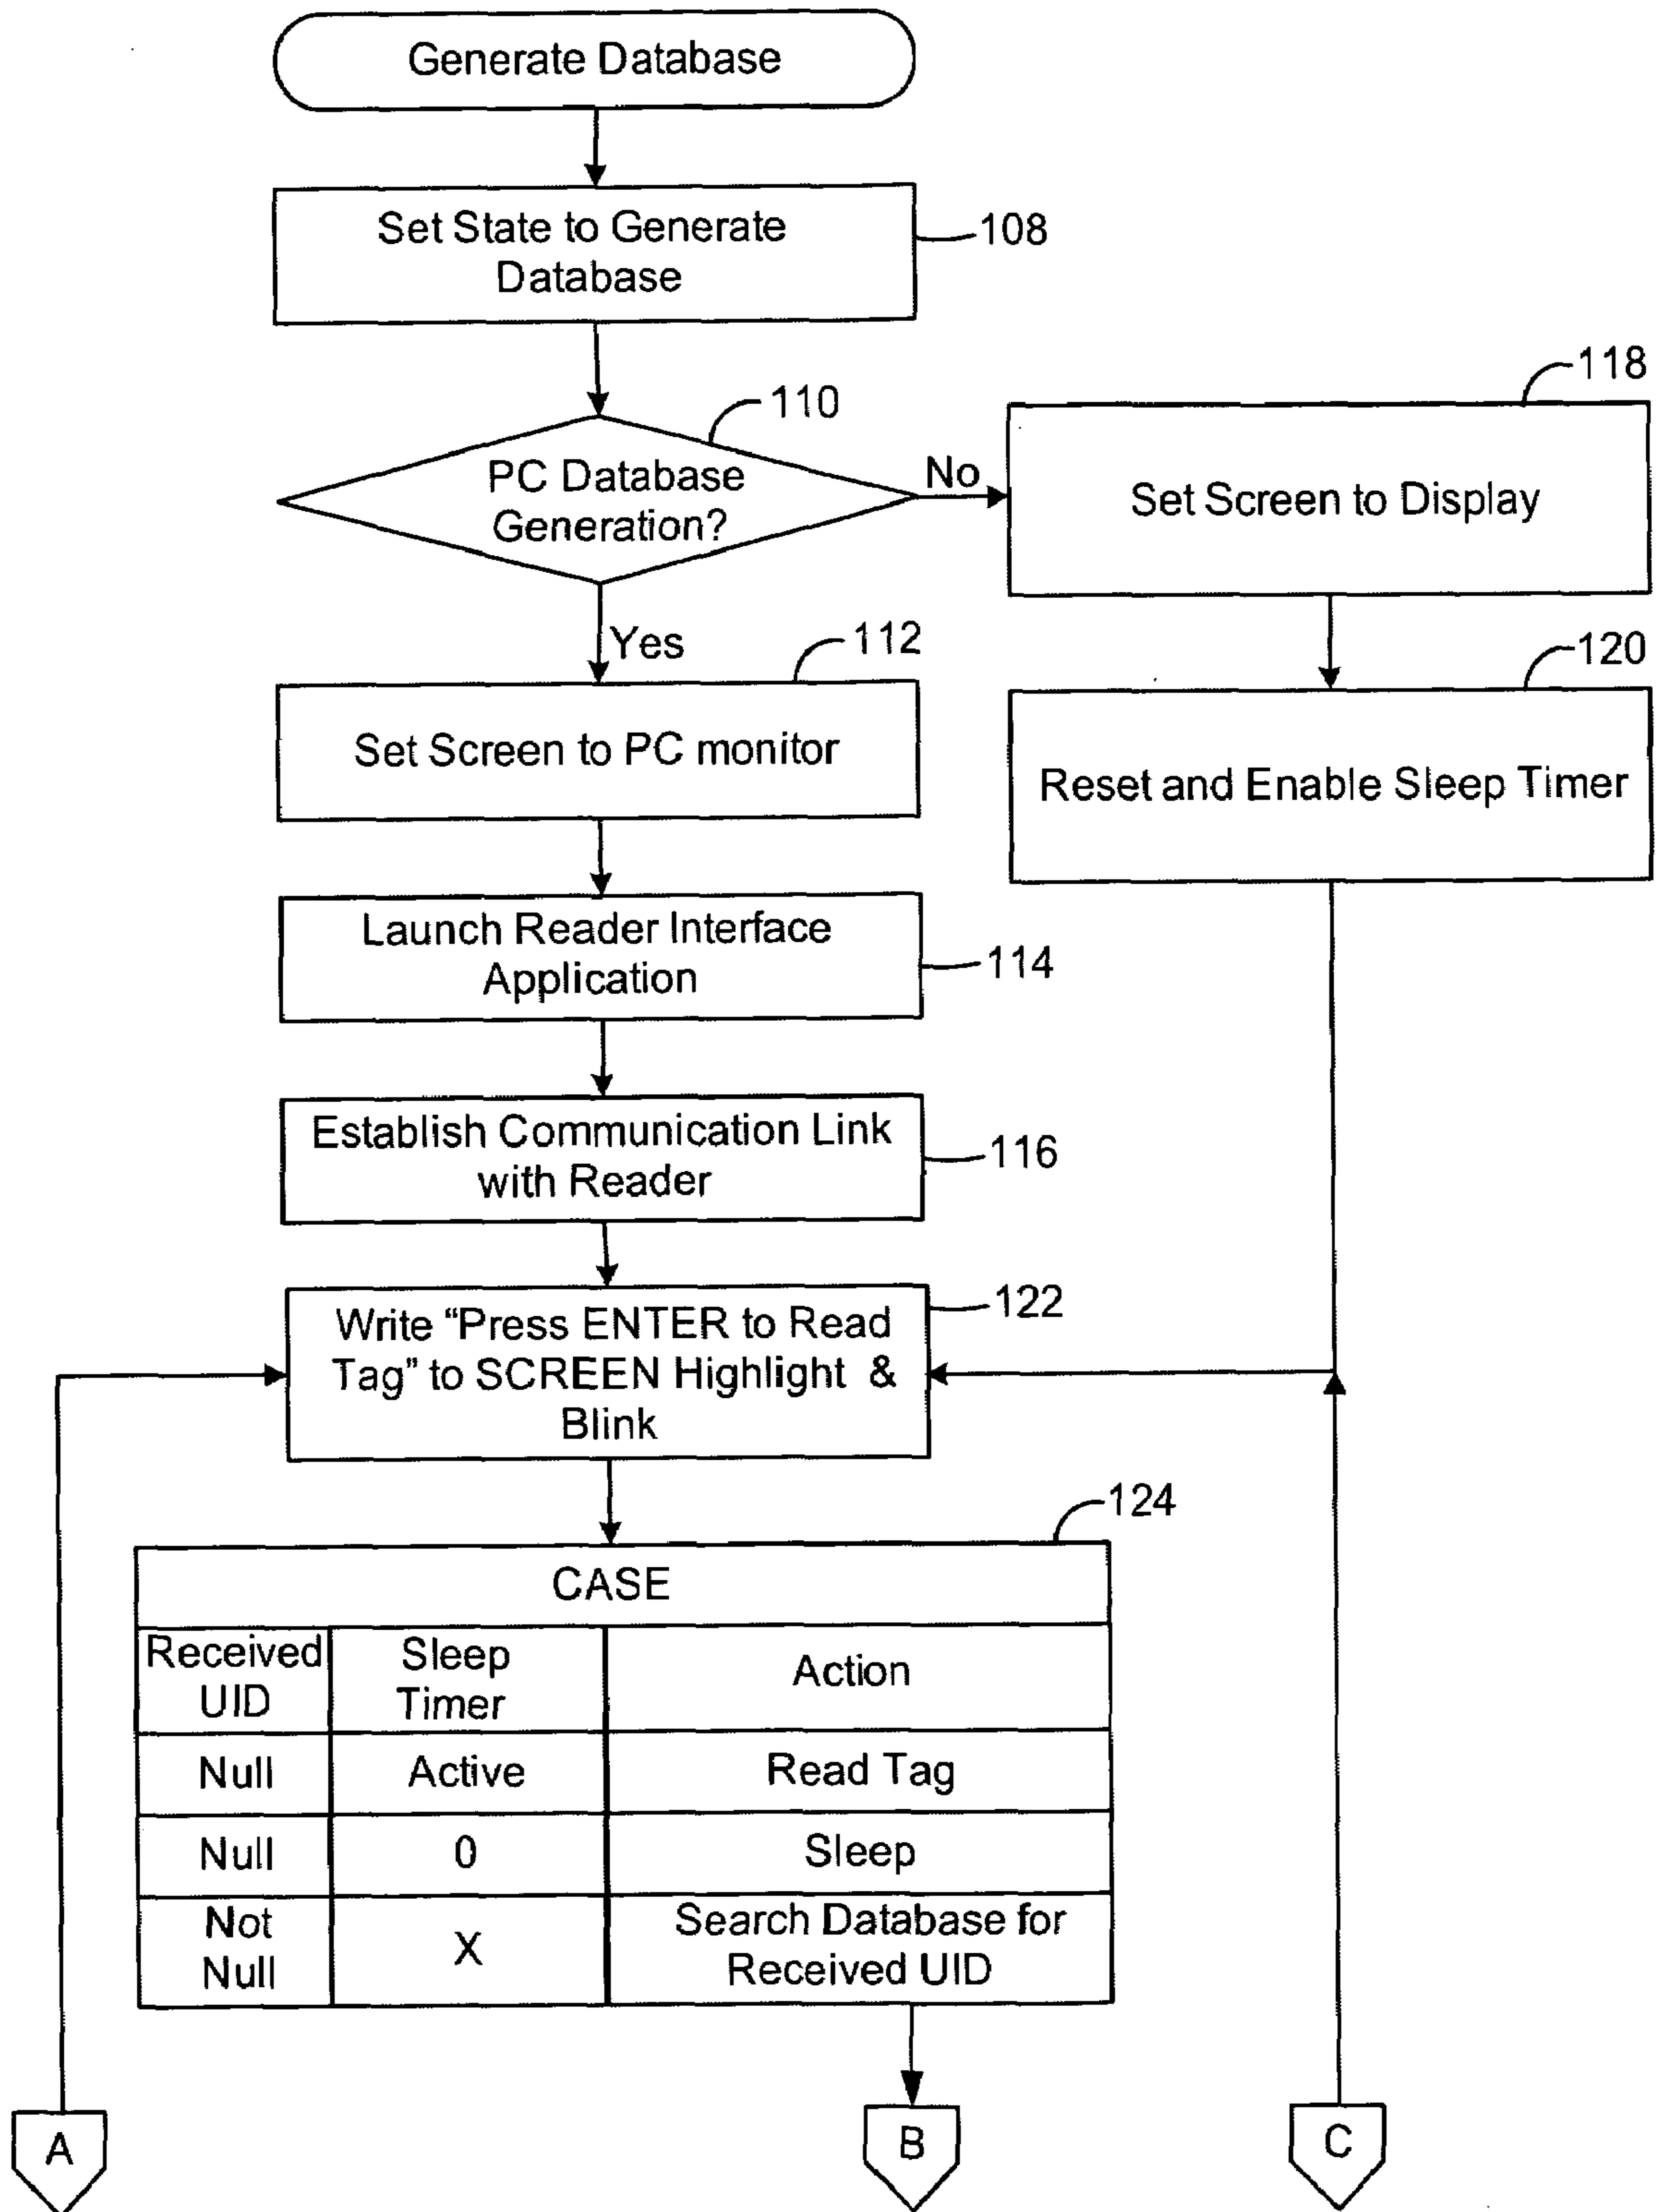 Generate Database
Set State to Generate
Database
108
110
PC Database
Generation?
No
118
Set Screen to Display
Yes
112
Set Screen to PC monitor
120
Reset and Enable Sleep Timer
Launch Reader Interface
Application
114
Establish Communication Link
with Reader
116
Write “Press ENTER to Read
Tag” to SCREEN Highlight &
Blink
122
124
CASE
Received
UID
Sleep
Timer
Action
Null
Active
Read Tag
Null
0
Sleep
Not
Null
X
Search Database for
Received UID
A
B
C